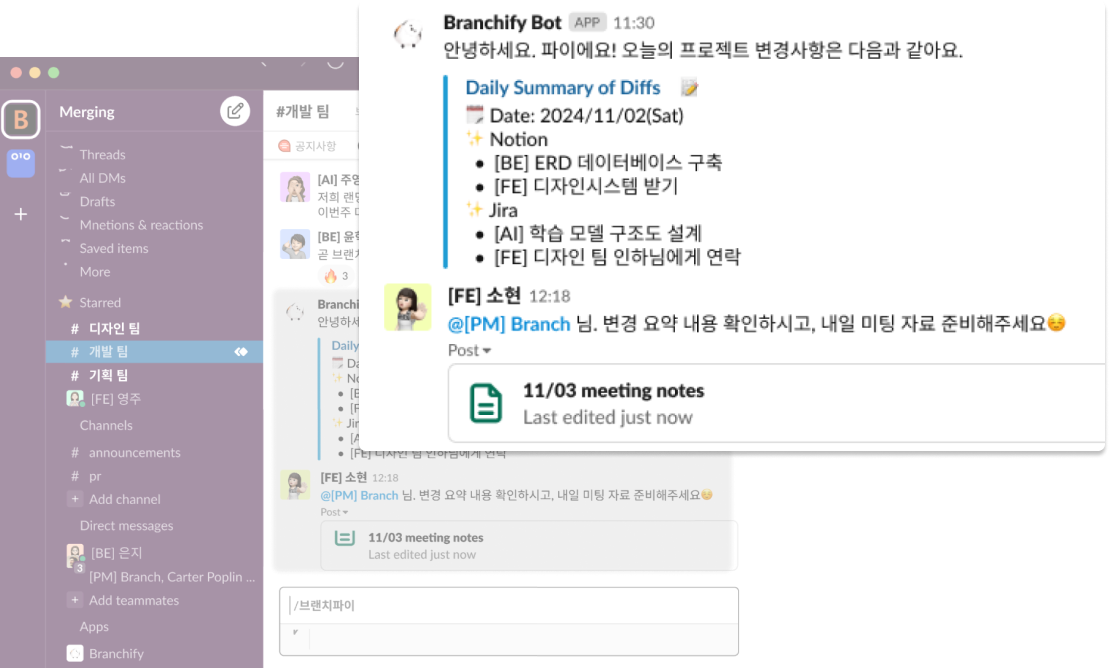 Branchify Bot APP 11:30
안녕하세요. 파이에요! 오늘의 프로젝트 변경사항은 다음과 같아요.
Daily Summary of Diffs 📝
🗓️ Date: 2024/11/02(Sat)
✨ Notion
• [BE] ERD 데이터베이스 구축
• [FE] 디자인시스템 받기
✨ Jira
• [AI] 학습 모델 구조도 설계
• [FE] 디자인 팀 인하님에게 연락
[FE] 소현 12:18
@[PM] Branch 님. 변경 요약 내용 확인하시고, 내일 미팅 자료 준비해주세요☺️
Post
11/03 meeting notes
Last edited just now
B
Merging
Threads
All DMs
Drafts
Mnetions & reactions
Saved items
More
⭐ Starred
# 디자인 팀
# 개발 팀
# 기획 팀
[FE] 영주
Channels
# announcements
# pr
+ Add channel
Direct messages
[BE] 은지
3
[PM] Branch, Carter Poplin ...
+ Add teammates
Apps
Branchify
#개발 팀
공지사항
[AI] 주영
저희 랜
이번주
[BE] 윤
곧 브랜
🔥 3
Branchi
안녕하세
Daily
Da
No
• [B
• [F
Jir
• [A
• [FE] 디자인 팀 인하님에게 연락
[FE] 소현 12:18
@[PM] Branch 님. 변경 요약 내용 확인하시고, 내일 미팅 자료 준비해주세요☺️
Post
11/03 meeting notes
Last edited just now
/브랜치파이